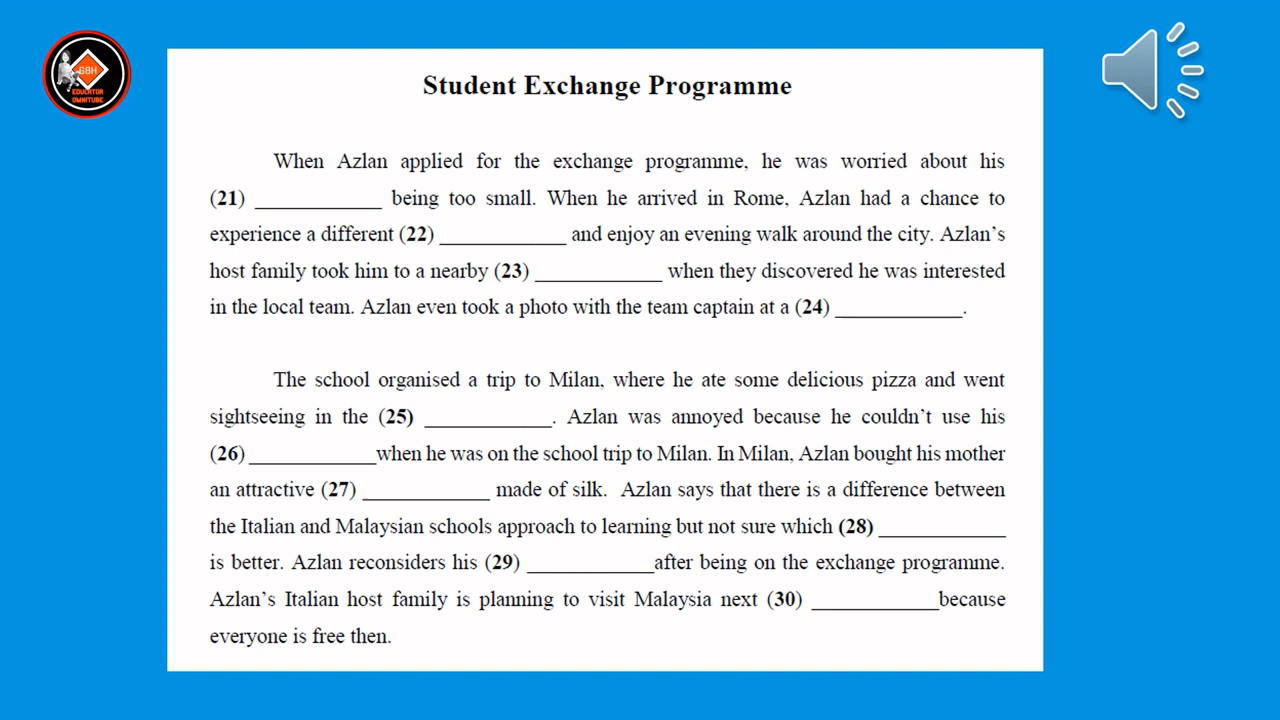 SBH
EDUCATOR
OMNITUBE
Student Exchange Programme
When Azlan applied for the exchange programme, he was worried about his
(21) ____________ being too small. When he arrived in Rome, Azlan had a chance to
experience a different (22) ____________ and enjoy an evening walk around the city. Azlan's
host family took him to a nearby (23) ____________ when they discovered he was interested
in the local team. Azlan even took a photo with the team captain at a (24) ____________.
The school organised a trip to Milan, where he ate some delicious pizza and went
sightseeing in the (25) ____________. Azlan was annoyed because he couldn't use his
(26) ____________when he was on the school trip to Milan. In Milan, Azlan bought his mother
an attractive (27) ____________ made of silk. Azlan says that there is a difference between
the Italian and Malaysian schools approach to learning but not sure which (28) ____________
is better. Azlan reconsiders his (29) ____________after being on the exchange programme.
Azlan's Italian host family is planning to visit Malaysia next (30) ____________because
everyone is free then.